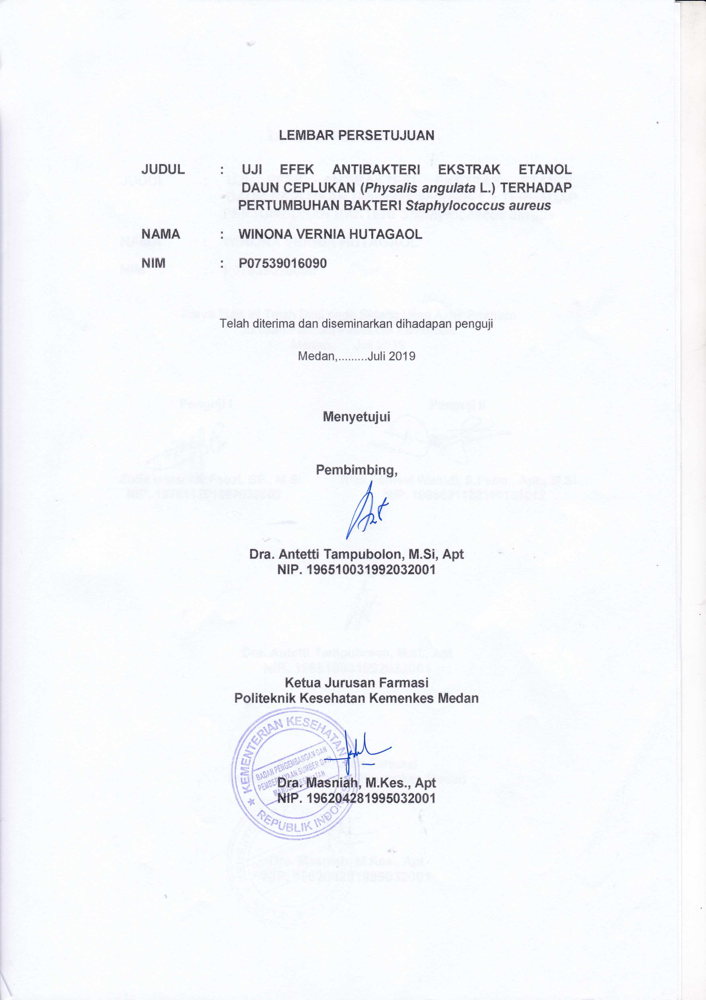 LEMBAR PERSETUJUAN
JUDUL : UJI EFEK ANTIBAKTERI EKSTRAK ETANOL
DAUN CEPLUKAN (Physalis angulata L.) TERHADAP
PERTUMBUHAN BAKTERI Staphylococcus aureus
NAMA : WINONA VERNIA HUTAGAOL
NIM : P07539016090
Telah diterima dan diseminarkan dihadapan penguji
Medan,.........Juli 2019
Menyetujui
Pembimbing,
Dra. Antetti Tampubolon, M.Si, Apt
NIP. 196510031992032001
Ketua Jurusan Farmasi
Politeknik Kesehatan Kemenkes Medan
KEMENTERIAN KESEHATAN
BADAN PENGEMBANGAN DAN
PEMBERDAYAAN SUMBER DAYA
MANUSIA KESEHATAN
REPUBLIK INDONESIA
Dra. Masniah, M.Kes., Apt
NIP. 196204281995032001